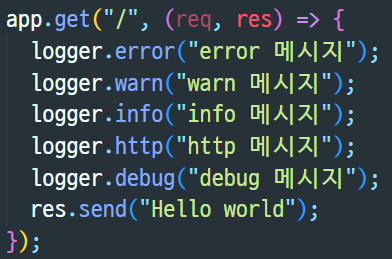 app.get("/", (req, res) => {
  logger.error("error 메시지");
  logger.warn("warn 메시지");
  logger.info("info 메시지");
  logger.http("http 메시지");
  logger.debug("debug 메시지");
  res.send("Hello world");
});